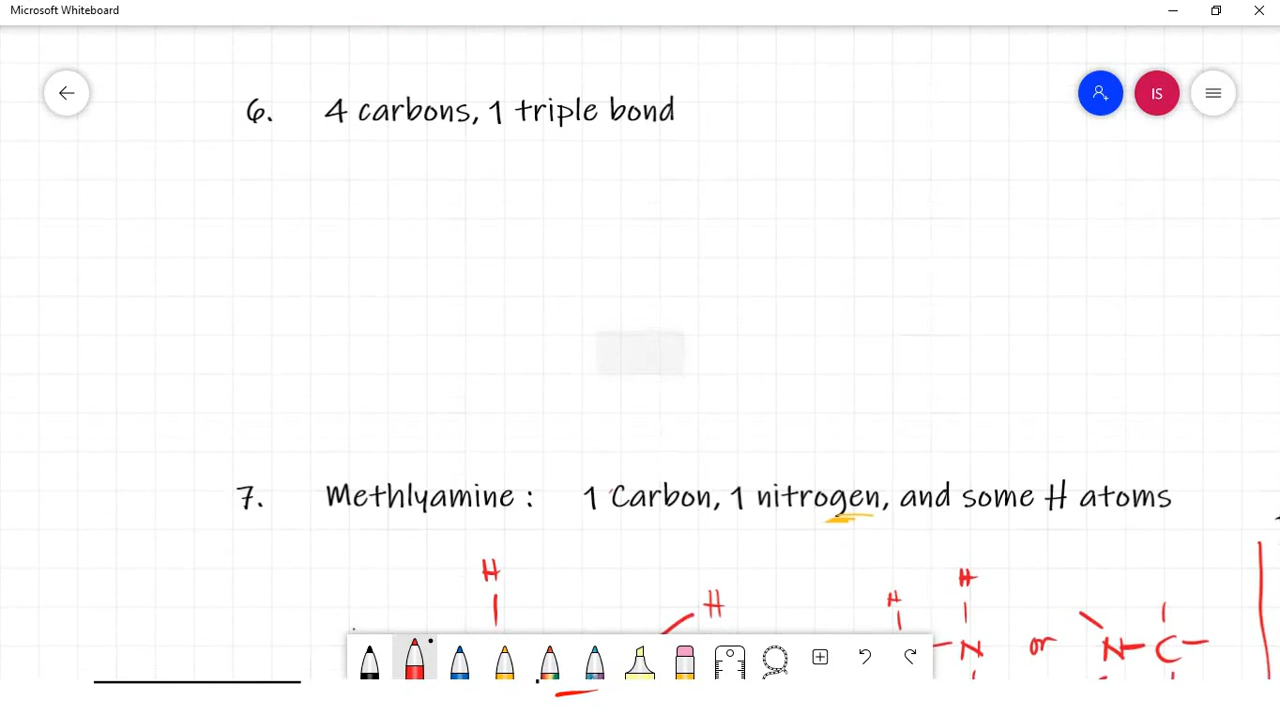 Microsoft Whiteboard
IS
6. 4 carbons, 1 triple bond
7. Methlyamine : 1 Carbon, 1 nitrogen, and some H atoms
H
H
H
H
N or N-C-